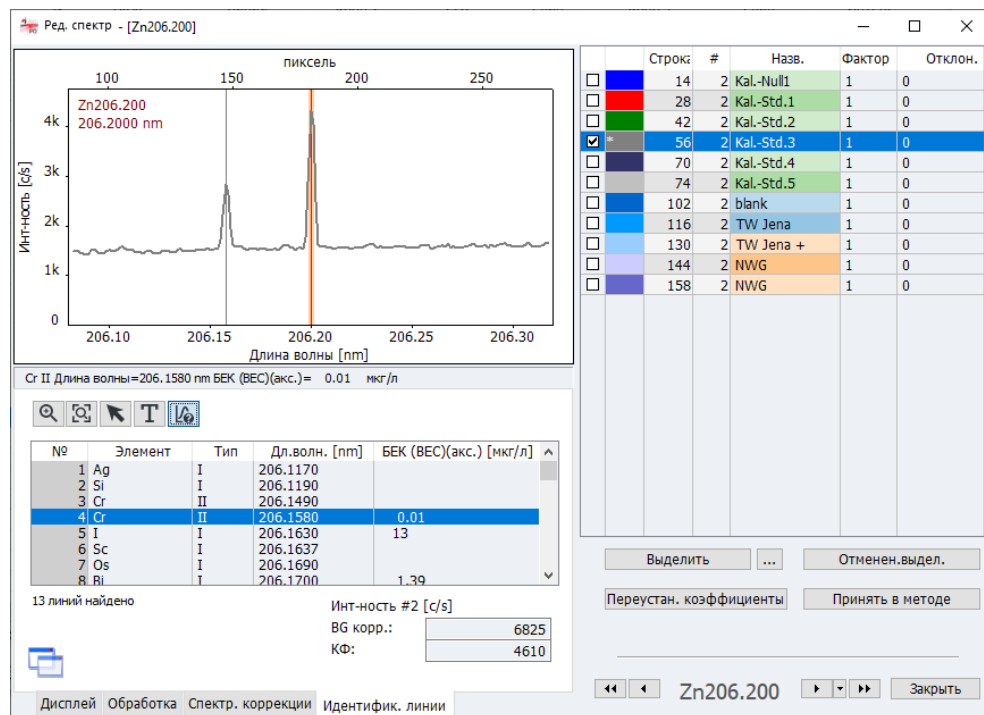 Ред. спектр - [Zn206.200]
пиксель
100 150 200 250
Zn206.200
206.2000 nm
4k
3k
2k
1k
0
Инт-ность [c/s]
206.10 206.15 206.20 206.25 206.30
Длина волны [nm]
Cr II Длина волны=206.1580 nm БЕК (BEC)(акс.)= 0.01 мкг/л
T
№ Элемент Тип Дл.волн. [nm] БЕК (BEC)(акс.) [мкг/л]
1 Ag I 206.1170
2 Si I 206.1190
3 Cr II 206.1490
4 Cr II 206.1580 0.01
5 I I 206.1630 13
6 Sc I 206.1637
7 Os I 206.1690
8 Bi I 206.1700 1.39
13 линий найдено
Инт-ность #2 [c/s]
BG корр.: 6825
КФ: 4610
Дисплей Обработка Спектр. коррекции Идентифик. линии
Строка # Назв. Фактор Отклон.
14 2 Kal.-Null1 1 0
28 2 Kal.-Std.1 1 0
42 2 Kal.-Std.2 1 0
* 56 2 Kal.-Std.3 1 0
70 2 Kal.-Std.4 1 0
74 2 Kal.-Std.5 1 0
102 2 blank 1 0
116 2 TW Jena 1 0
130 2 TW Jena + 1 0
144 2 NWG 1 0
158 2 NWG 1 0
Выделить ... Отменен.выдел.
Переустан. коэффициенты Принять в методе
Zn206.200 Закрыть